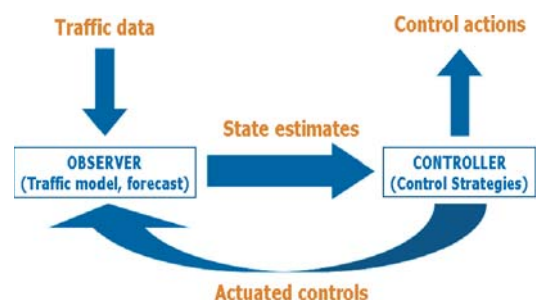 Traffic data
Control actions
State estimates
OBSERVER
(Traffic model, forecast)
CONTROLLER
(Control Strategies)
Actuated controls